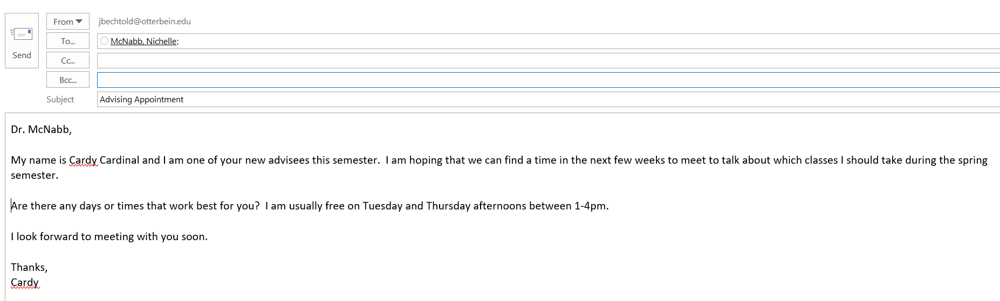 From
jbechtold@otterbein.edu
To...
McNabb, Nichelle;
Send
Cc...
Bcc...
Subject
Advising Appointment
Dr. McNabb,
My name is Cardy Cardinal and I am one of your new advisees this semester.  I am hoping that we can find a time in the next few weeks to meet to talk about which classes I should take during the spring
semester.
Are there any days or times that work best for you?  I am usually free on Tuesday and Thursday afternoons between 1-4pm.
I look forward to meeting with you soon.
Thanks,
Cardy